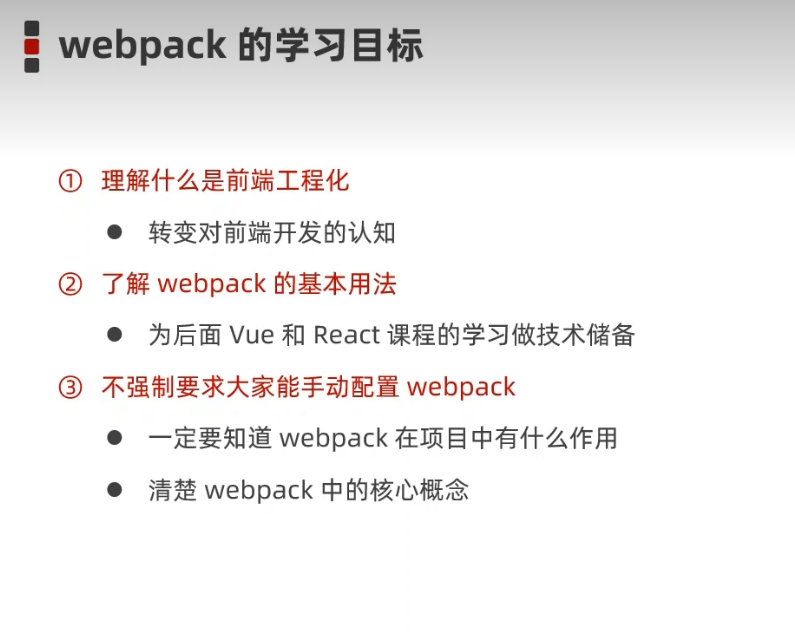 webpack 的学习目标
① 理解什么是前端工程化
● 转变对前端开发的认知
② 了解 webpack 的基本用法
● 为后面 Vue 和 React 课程的学习做技术储备
③ 不强制要求大家能手动配置 webpack
● 一定要知道 webpack 在项目中有什么作用
● 清楚 webpack 中的核心概念